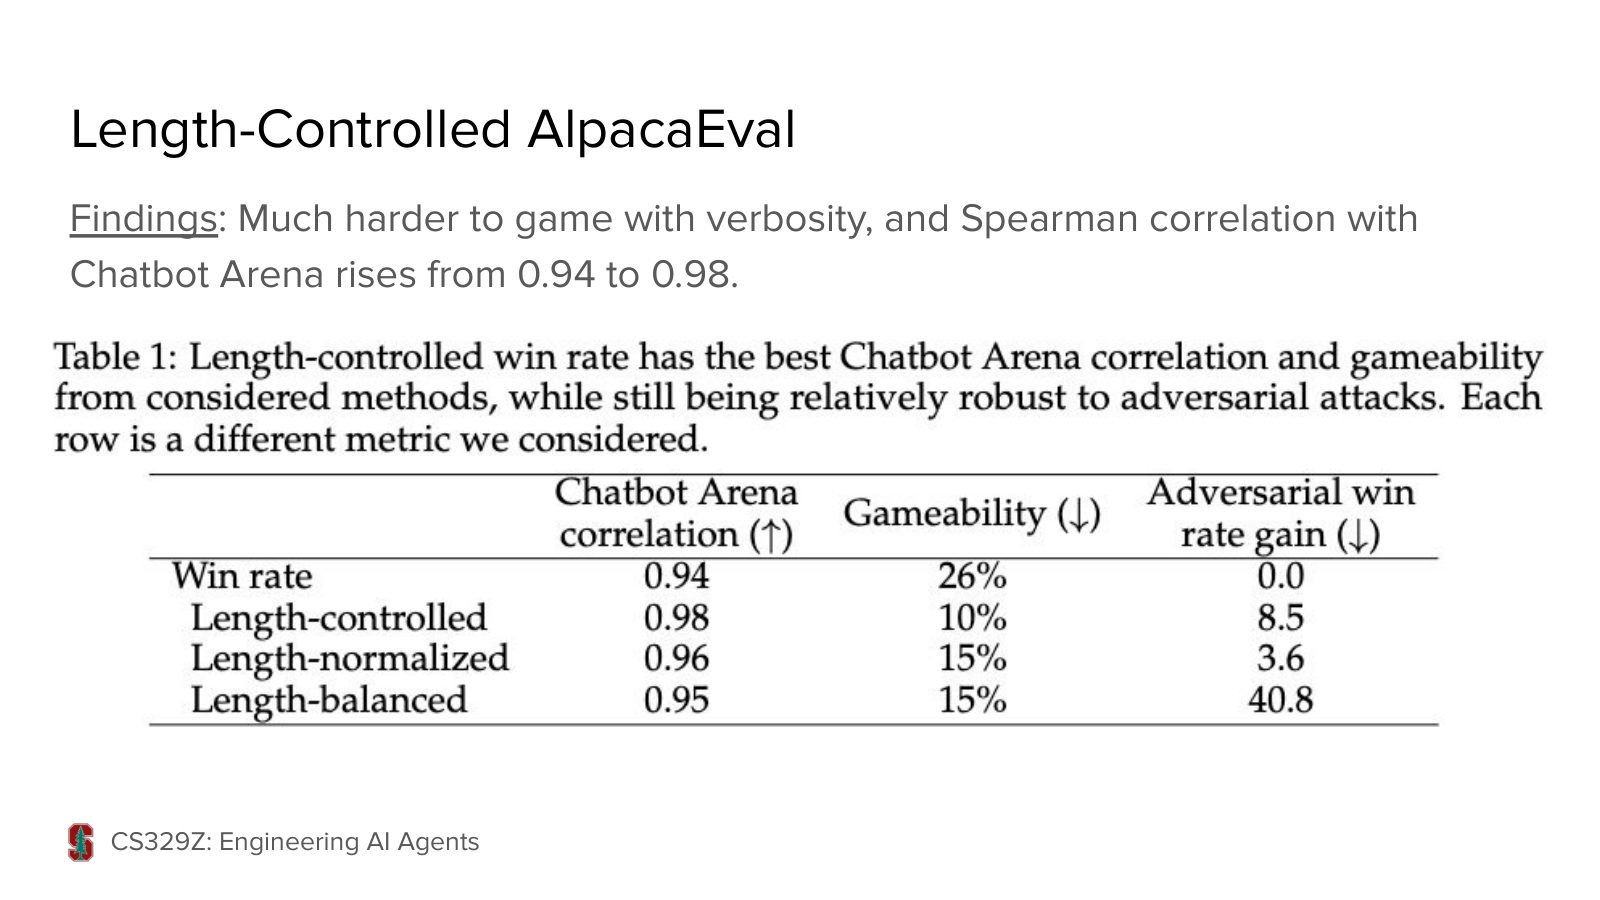 Length-Controlled AlpacaEval
Findings: Much harder to game with verbosity, and Spearman correlation with
Chatbot Arena rises from 0.94 to 0.98.
Table 1: Length-controlled win rate has the best Chatbot Arena correlation and gameability
from considered methods, while still being relatively robust to adversarial attacks. Each
row is a different metric we considered.
Chatbot Arena correlation (↑) Gameability (↓) Adversarial win rate gain (↓)
Win rate 0.94 26% 0.0
Length-controlled 0.98 10% 8.5
Length-normalized 0.96 15% 3.6
Length-balanced 0.95 15% 40.8
CS329Z: Engineering AI Agents